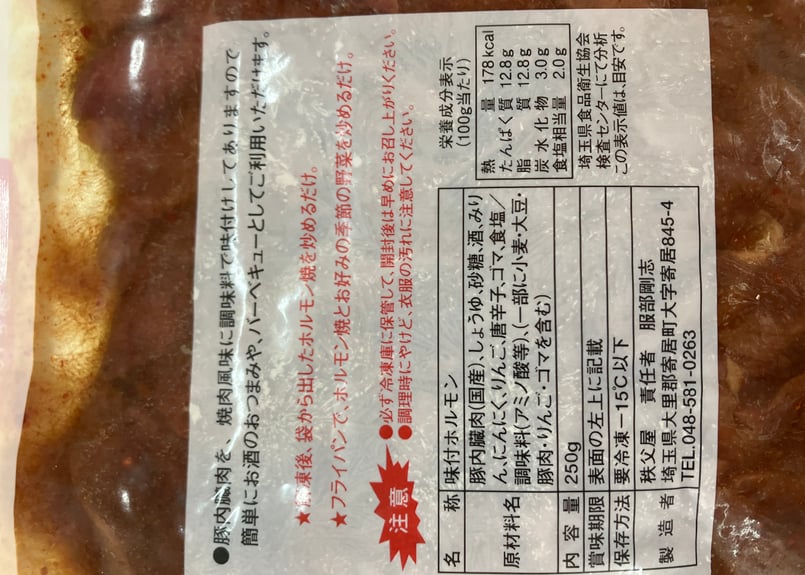 ●豚内臓肉を、焼肉風味に調味料で味付けしてありますので
簡単にお酒のおつまみや、バーベキューとしてご利用いただけます。
★解凍後、袋から出したホルモン焼を炒めるだけ。
★フライパンで、ホルモン焼とお好みの季節の野菜を炒めるだけ。
注意
●必ず冷凍庫に保管して、開封後は早めにお召し上がりください。
●調理時にやけど、衣服の汚れに注意してください。
名称 味付ホルモン
原材料名 豚内臓肉(国産)、しょうゆ、砂糖、酒、みり
ん、にんにく、りんご、唐辛子、ゴマ、食塩/
調味料(アミノ酸等)、(一部に小麦・大豆・
豚肉・りんご・ゴマを含む)
内容量 250g
賞味期限 表面の左上に記載
保存方法 要冷凍−15℃以下
製造者 秩父屋 責任者 服部剛志
埼玉県大里郡寄居町大字寄居845-4
TEL.048-581-0263
栄養成分表示
(100g当たり)
熱量 178kcal
たんぱく質 12.8g
脂質 12.8g
炭水化物 3.0g
食塩相当量 2.0g
埼玉県食品衛生協会
検査センターにて分析
この表示値は、目安です。